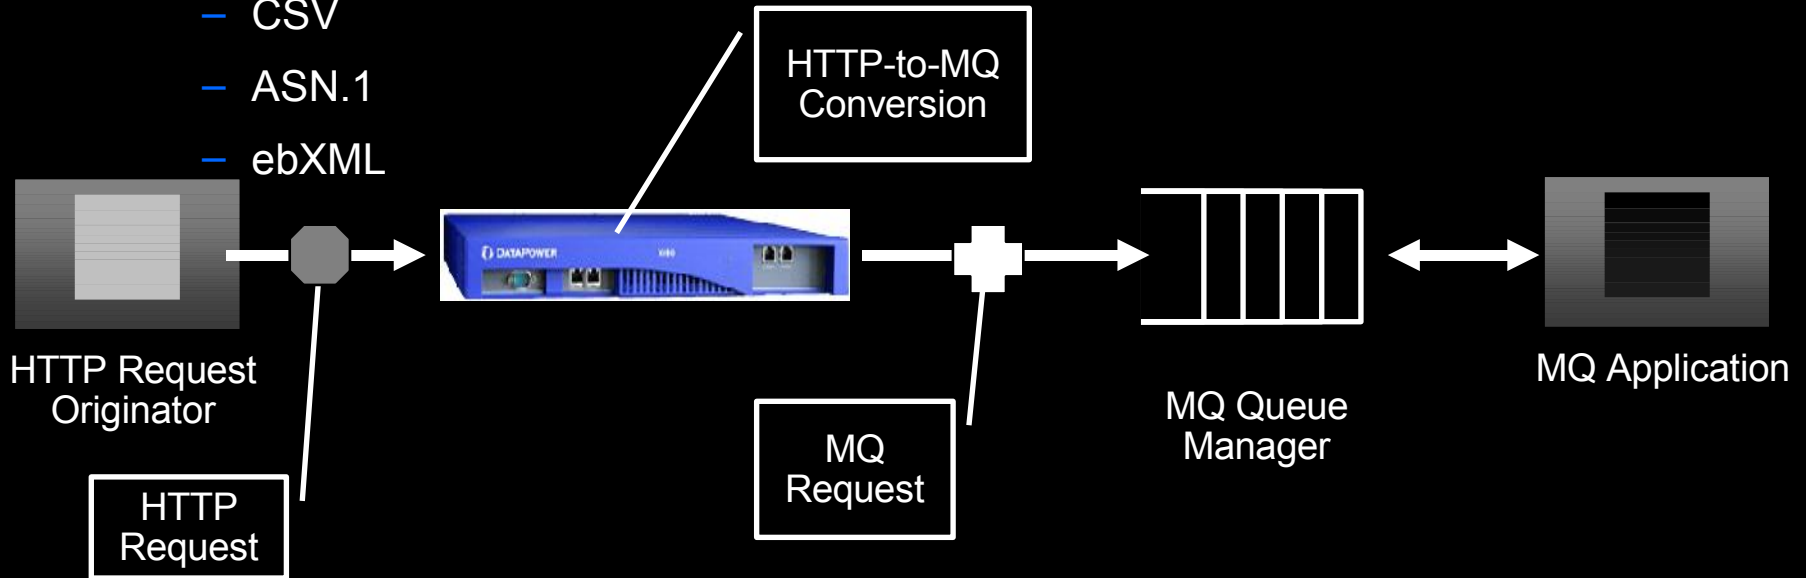 – CSV
– ASN.1
– ebXML
HTTP-to-MQ
Conversion
DATAPOWER
HTTP Request
Originator
HTTP
Request
MQ
Request
MQ Queue
Manager
MQ Application